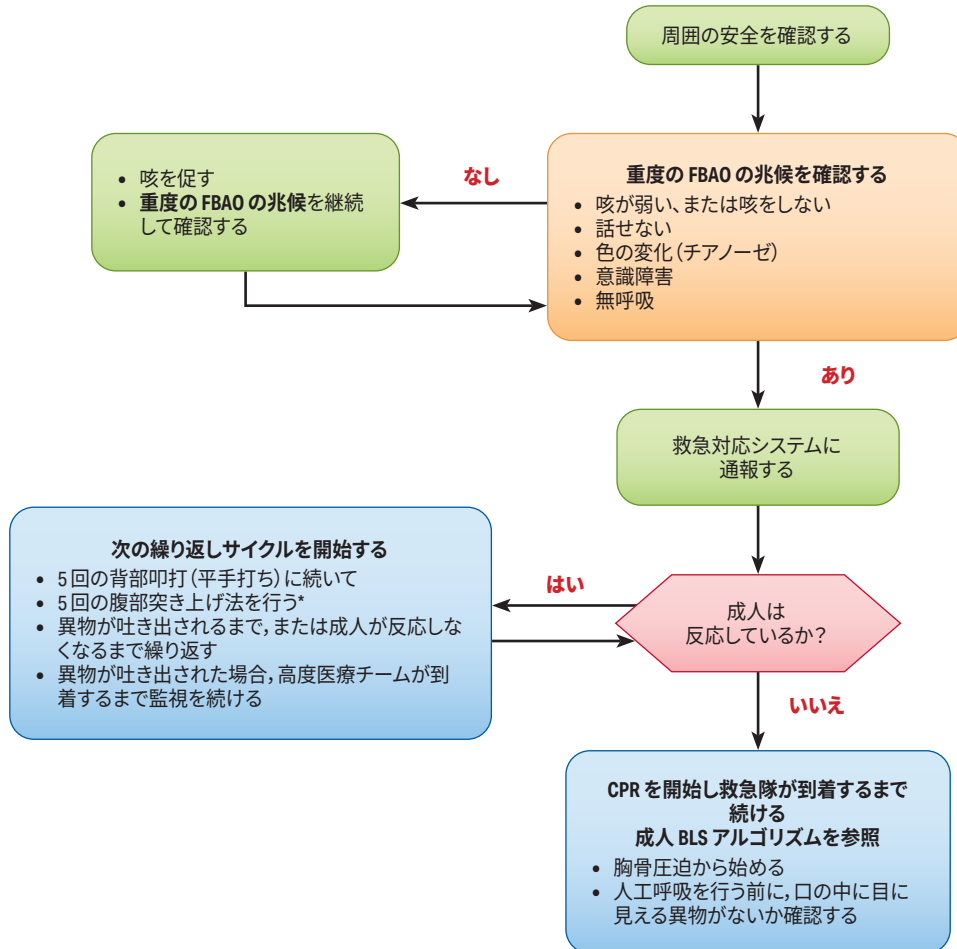 周囲の安全を確認する
• 咳を促す
• 重度の FBAO の兆候を継続
して確認する
なし
重度の FBAO の兆候を確認する
• 咳が弱い、または咳をしない
• 話せない
• 色の変化(チアノーゼ)
• 意識障害
• 無呼吸
あり
救急対応システムに
通報する
次の繰り返しサイクルを開始する
• 5 回の背部叩打(平手打ち)に続いて
• 5 回の腹部突き上げ法を行う*
• 異物が吐き出されるまで,または成人が反応しな
くなるまで繰り返す
• 異物が吐き出された場合,高度医療チームが到
着するまで監視を続ける
はい
成人は
反応しているか?
いいえ
CPR を開始し救急隊が到着するまで
続ける
成人 BLS アルゴリズムを参照
• 胸骨圧迫から始める
• 人工呼吸を行う前に,口の中に目に
見える異物がないか確認する